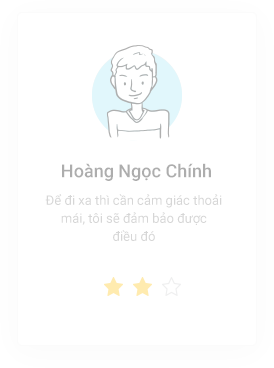 Hoàng Ngọc Chính
Để đi xa thì cần cảm giác thoải
mái, tôi sẽ đảm bảo được
điều đó